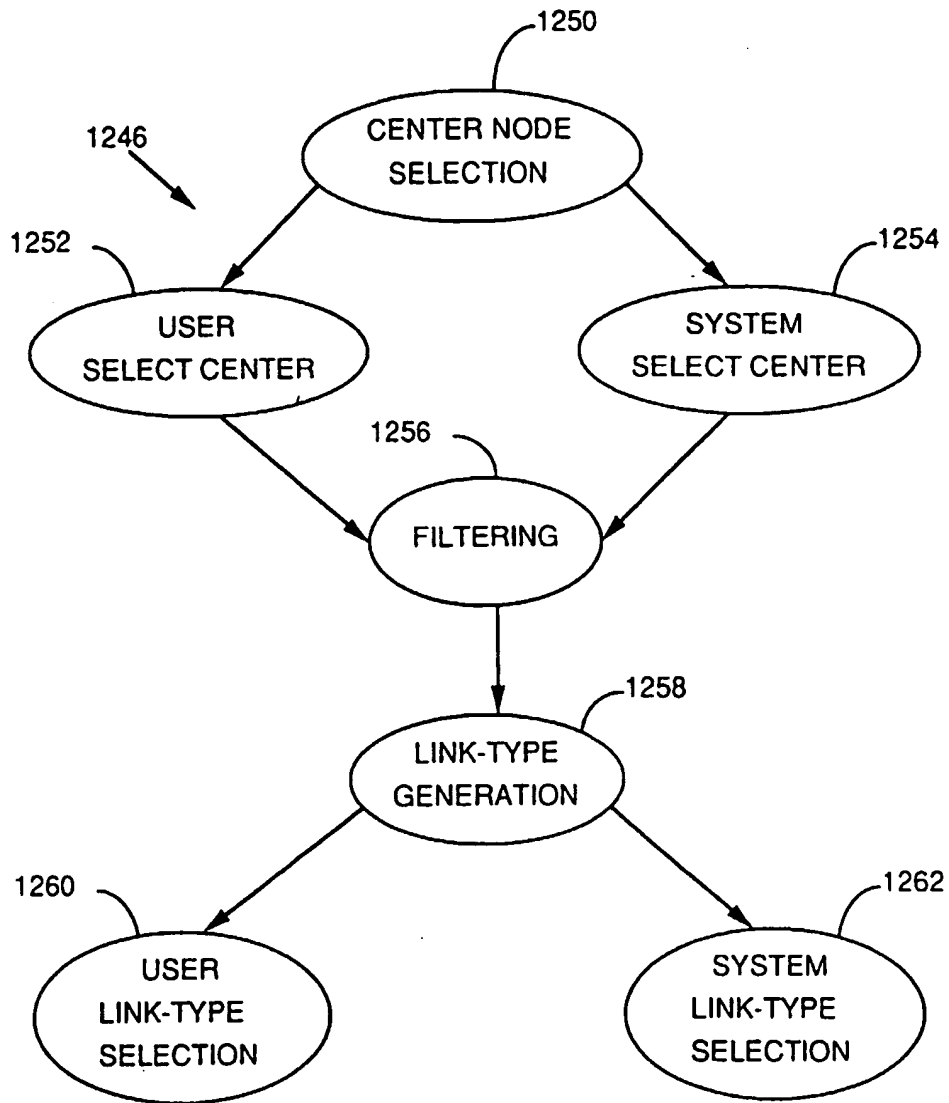 1250
CENTER NODE
SELECTION
1246
1252
1254
USER
SELECT CENTER
SYSTEM
SELECT CENTER
1256
FILTERING
1258
LINK-TYPE
GENERATION
1260
1262
USER
LINK-TYPE
SELECTION
SYSTEM
LINK-TYPE
SELECTION